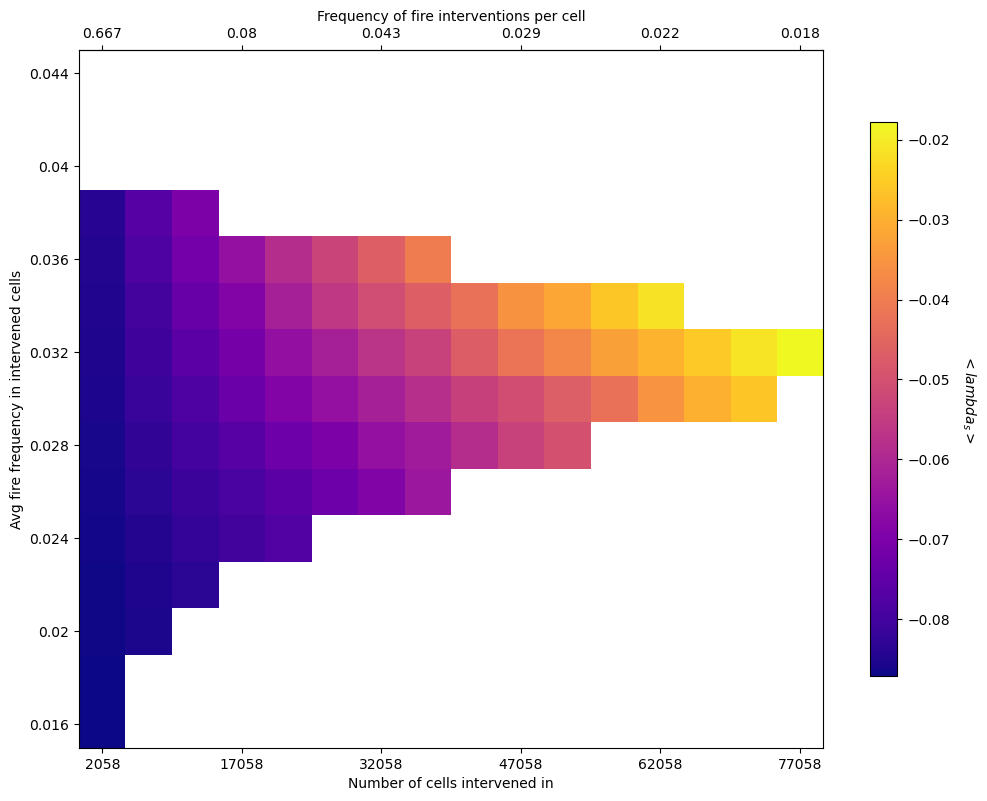 Frequency of fire interventions per cell
0.667 0.08 0.043 0.029 0.022 0.018
Avg fire frequency in intervened cells
0.044
0.04
0.036
0.032
0.028
0.024
0.02
0.016
2058 17058 32058 47058 62058 77058
Number of cells intervened in
−0.02
−0.03
−0.04
−0.05
−0.06
−0.07
−0.08
< lambdaₛ >